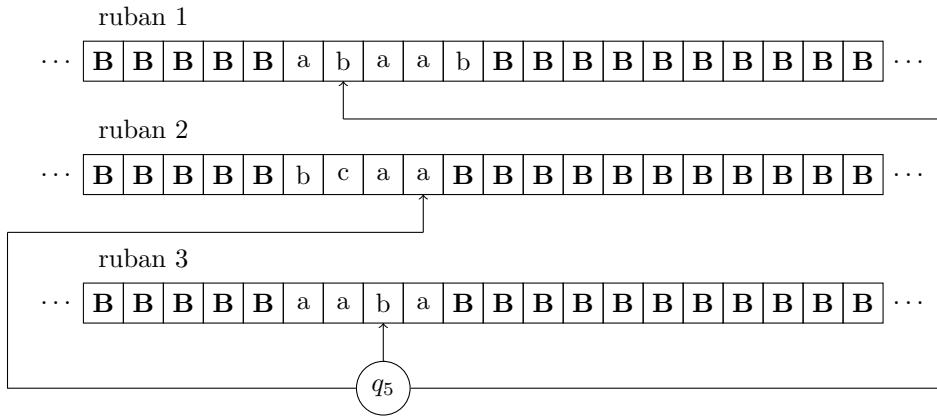 ruban 1
··· B B B B B a b a a b B B B B B B B B B B ···
ruban 2
··· B B B B B b c a a B B B B B B B B B B B ···
ruban 3
··· B B B B B a a b a B B B B B B B B B B B ···
q₅